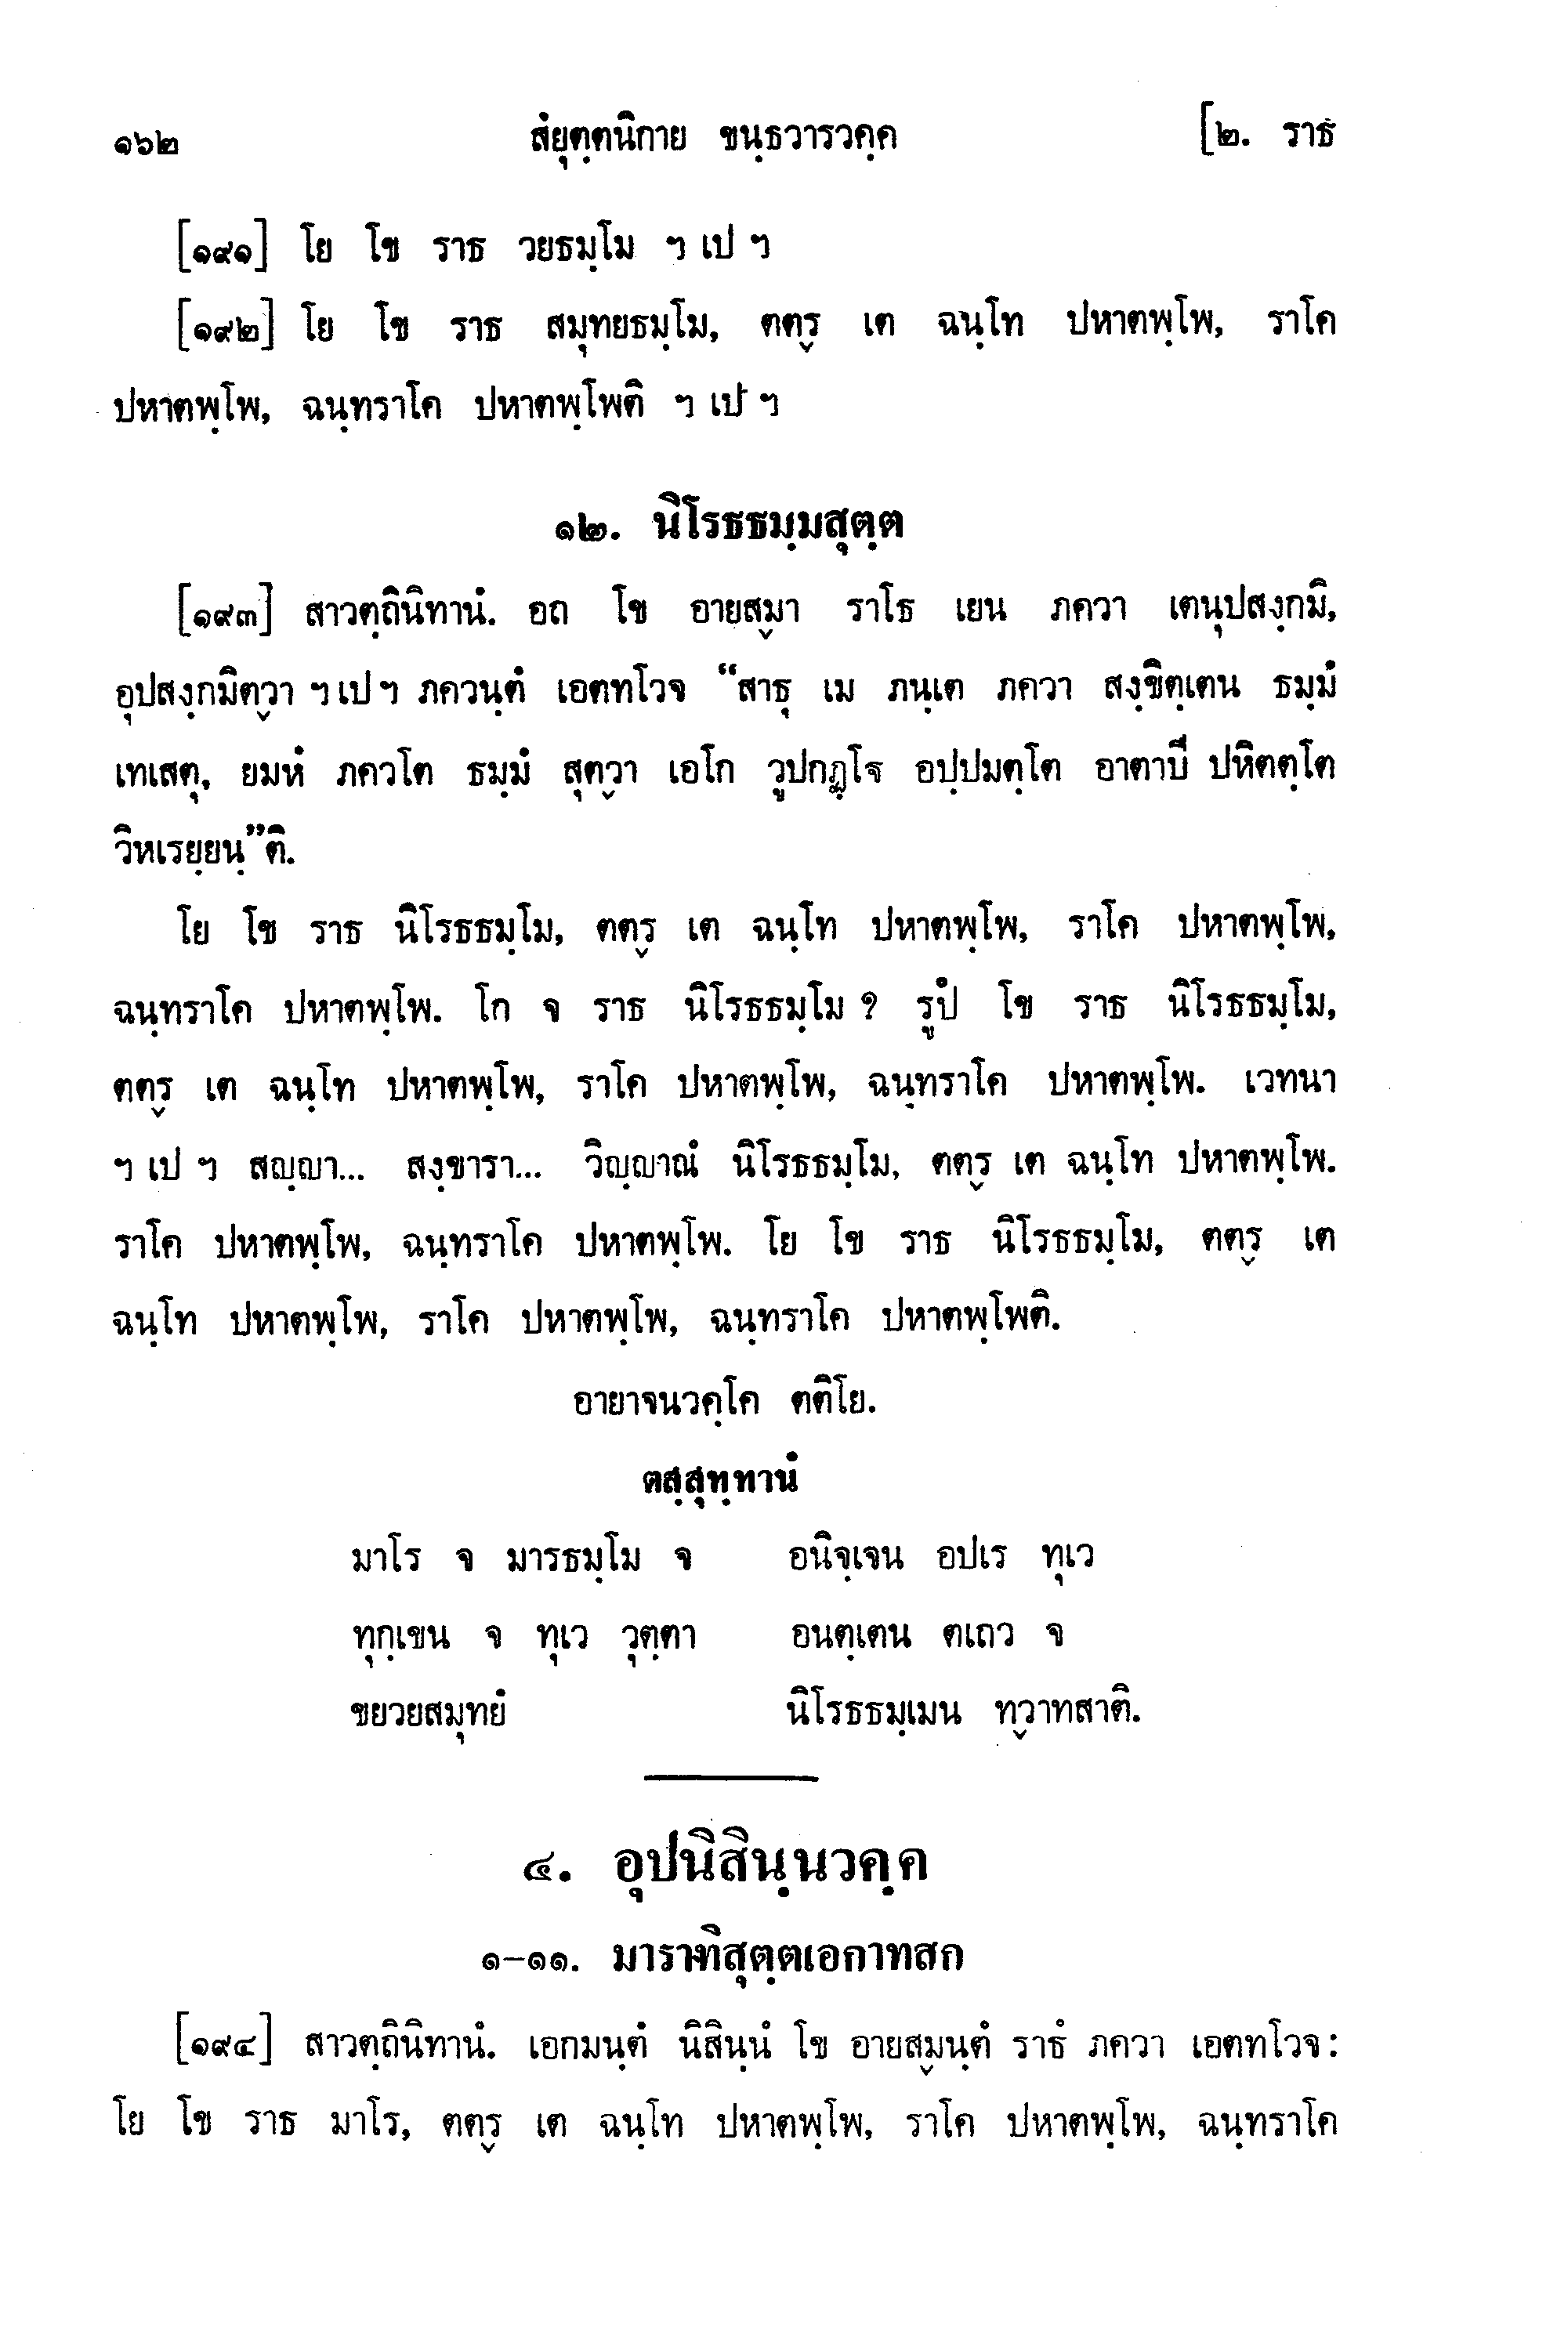 ๑๖๒ สํยุตฺตนิกาย ขนฺธวารวคฺค [๒. ราธ
[๑๙๑] โย โข ราธ วยธมฺโม ฯ เป ฯ
[๑๙๒] โย โข ราธ สมุทยธมฺโม, ตตฺร เต ฉนฺโท ปหาตพฺโพ, ราโค
ปหาตพฺโพ, ฉนฺทราโค ปหาตพฺโพติ ฯ เป ฯ
๑๒. นิโรธธมฺมสุตฺต
[๑๙๓] สาวตฺถินิทานํ. อถ โข อายสฺมา ราโธ เยน ภควา เตนุปสงฺกมิ,
อุปสงฺกมิตฺวา ฯ เป ฯ ภควนฺตํ เอตทโวจ “สาธุ เม ภนฺเต ภควา สงฺขิตฺเตน ธมฺมํ
เทเสตุ, ยมหํ ภควโต ธมฺมํ สุตฺวา เอโก วูปกฏฺโฐ อปฺปมตฺโต อาตาปี ปหิตตฺโต
วิหเรยฺยนฺ”ติ.
โย โข ราธ นิโรธธมฺโม, ตตฺร เต ฉนฺโท ปหาตพฺโพ, ราโค ปหาตพฺโพ,
ฉนฺทราโค ปหาตพฺโพ. โก จ ราธ นิโรธธมฺโม ? รูปํ โข ราธ นิโรธธมฺโม,
ตตฺร เต ฉนฺโท ปหาตพฺโพ, ราโค ปหาตพฺโพ, ฉนฺทราโค ปหาตพฺโพ. เวทนา
ฯ เป ฯ สญฺญา... สงฺขารา... วิญฺญาณํ นิโรธธมฺโม, ตตฺร เต ฉนฺโท ปหาตพฺโพ.
ราโค ปหาตพฺโพ, ฉนฺทราโค ปหาตพฺโพ. โย โข ราธ นิโรธธมฺโม, ตตฺร เต
ฉนฺโท ปหาตพฺโพ, ราโค ปหาตพฺโพ, ฉนฺทราโค ปหาตพฺโพติ.
อายาจนวคฺโค ตติโย.
ตสฺสุทฺทานํ
มาโร จ มารธมฺโม จ อนิจฺเจน อปเร ทุเว
ทุกฺเขน จ ทุเว วุตฺตา อนตฺเตน ตเถว จ
ขยวยสมุทยํ นิโรธธมฺเมน ทฺวาทสาติ.
๔. อุปนิสินฺนวคฺค
๑–๑๑. มาราทิสุตฺตเอกาทสก
[๑๙๔] สาวตฺถินิทานํ. เอกมนฺตํ นิสินฺนํ โข อายสฺมนฺตํ ราธํ ภควา เอตทโวจ :
โย โข ราธ มาโร, ตตฺร เต ฉนฺโท ปหาตพฺโพ, ราโค ปหาตพฺโพ, ฉนฺทราโค